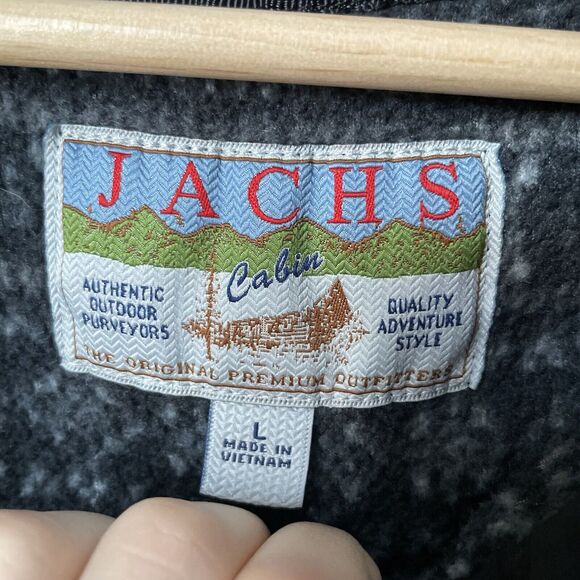 JACHS
Cabin
AUTHENTIC
OUTDOOR
PURVEYORS
QUALITY
ADVENTURE
STYLE
THE ORIGINAL PREMIUM OUTFITTERS
L
MADE IN
VIETNAM